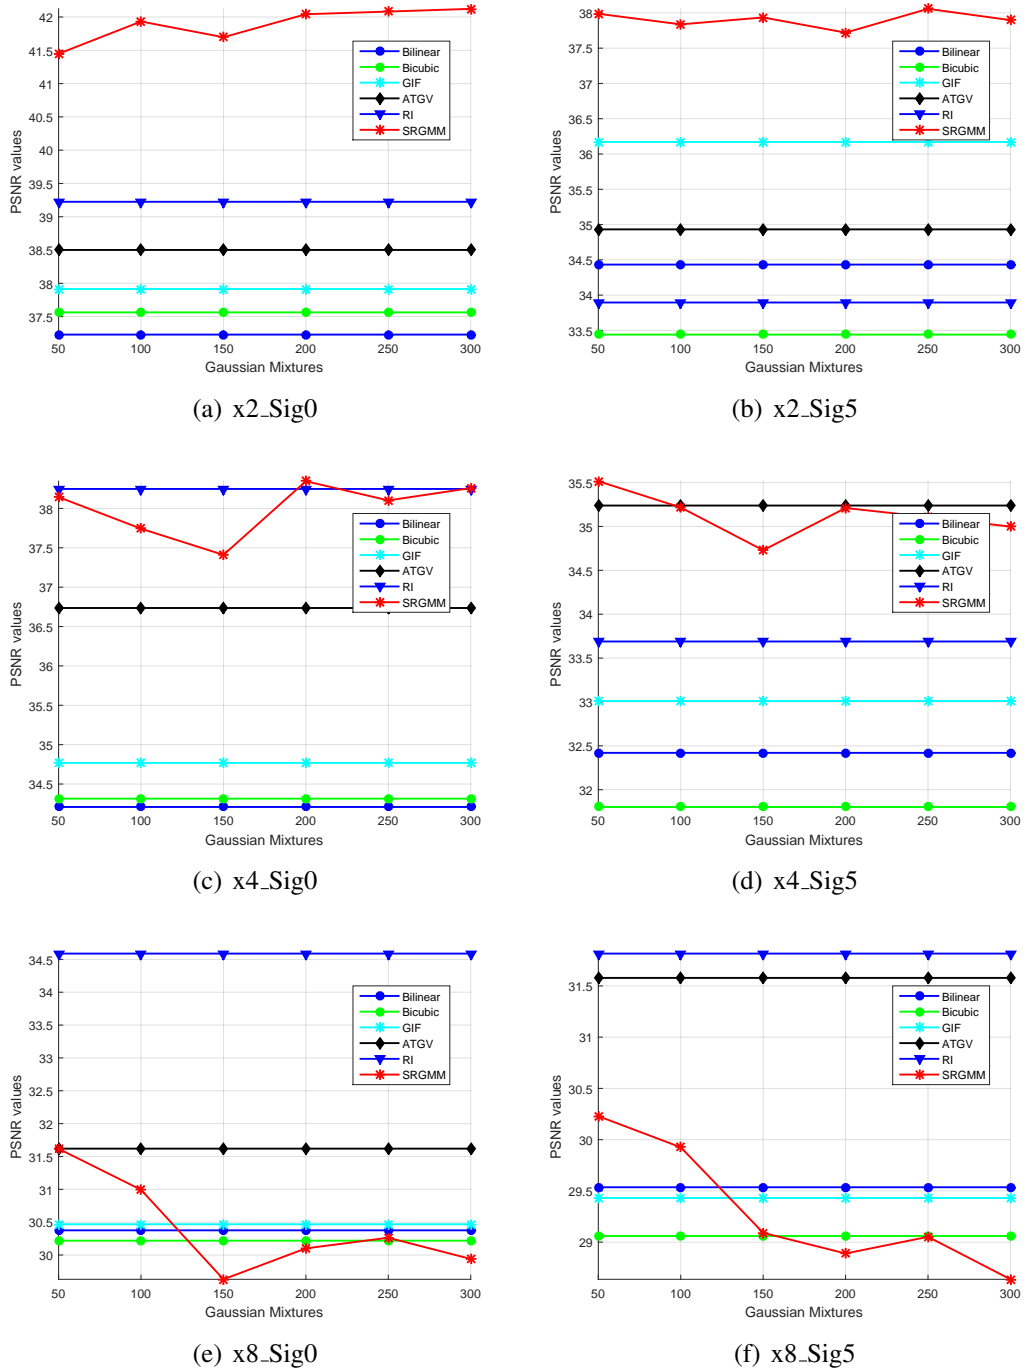 42
41.5
41
40.5
40
39.5
39
38.5
38
37.5
PSNR values
50 100 150 200 250 300
Gaussian Mixtures
Bilinear
Bicubic
GIF
ATGV
RI
SRGMM
(a) x2_Sig0
38
37.5
37
36.5
36
35.5
35
34.5
34
33.5
PSNR values
50 100 150 200 250 300
Gaussian Mixtures
Bilinear
Bicubic
GIF
ATGV
RI
SRGMM
(b) x2_Sig5
38
37.5
37
36.5
36
35.5
35
34.5
PSNR values
50 100 150 200 250 300
Gaussian Mixtures
Bilinear
Bicubic
GIF
ATGV
RI
SRGMM
(c) x4_Sig0
35.5
35
34.5
34
33.5
33
32.5
32
PSNR values
50 100 150 200 250 300
Gaussian Mixtures
Bilinear
Bicubic
GIF
ATGV
RI
SRGMM
(d) x4_Sig5
34.5
34
33.5
33
32.5
32
31.5
31
30.5
30
PSNR values
50 100 150 200 250 300
Gaussian Mixtures
Bilinear
Bicubic
GIF
ATGV
RI
SRGMM
(e) x8_Sig0
31.5
31
30.5
30
29.5
29
PSNR values
50 100 150 200 250 300
Gaussian Mixtures
Bilinear
Bicubic
GIF
ATGV
RI
SRGMM
(f) x8_Sig5